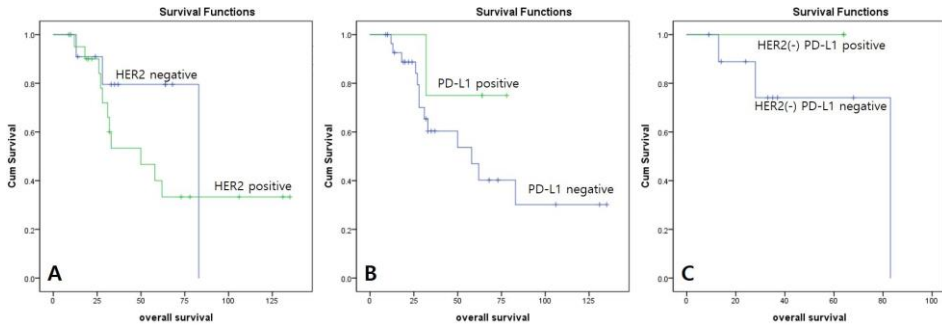 Survival Functions
1.0
0.8
0.6
0.4
0.2
0.0
Cum Survival
HER2 negative
HER2 positive
A
0
25
50
75
100
125
overall survival
Survival Functions
1.0
0.8
0.6
0.4
0.2
0.0
Cum Survival
PD-L1 positive
PD-L1 negative
B
0
25
50
75
100
125
overall survival
Survival Functions
1.0
0.8
0.6
0.4
0.2
0.0
Cum Survival
HER2(-) PD-L1 positive
HER2(-) PD-L1 negative
C
0
20
40
60
80
100
overall survival